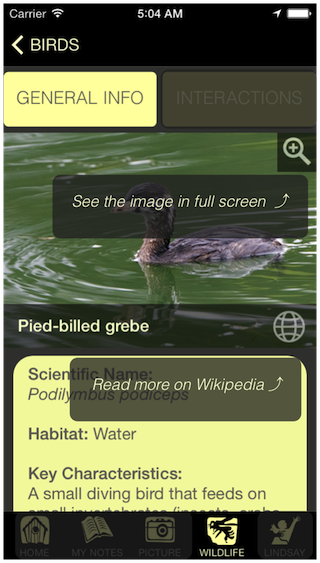 Carrier 5:04 AM
BIRDS
GENERAL INFO INTERACTIONS
See the image in full screen ⤴
Pied-billed grebe
Scientific Name:
Read more on Wikipedia ⤴
Podilymbus podiceps
Habitat: Water
Key Characteristics:
A small diving bird that feeds on
small invertebrates (insects, crabs
HOME MY NOTES PICTURE WILDLIFE LINDSAY